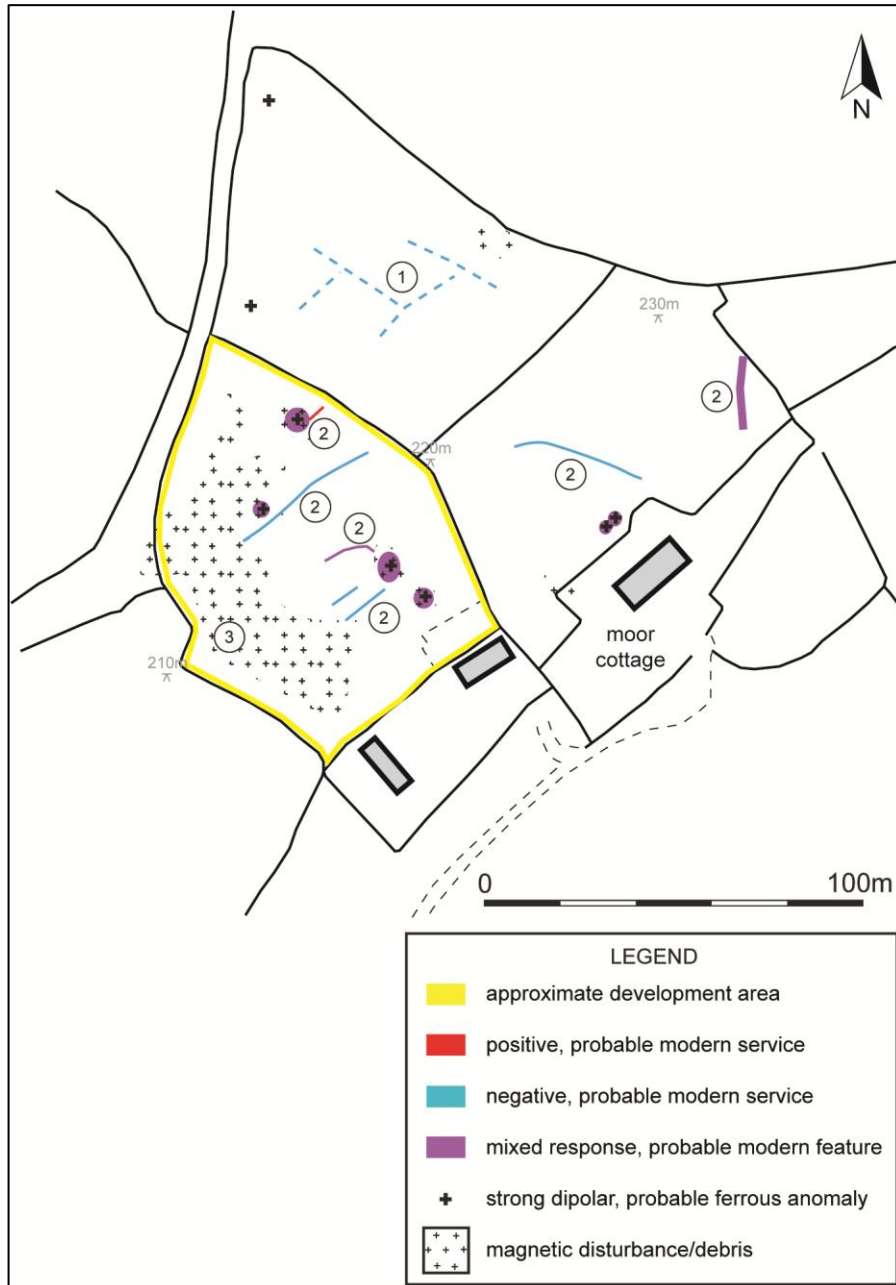 N
1
230m
2
2
220m
2
2
2
2
3
210m
moor
cottage
0 100m
LEGEND
approximate development area
positive, probable modern service
negative, probable modern service
mixed response, probable modern feature
strong dipolar, probable ferrous anomaly
magnetic disturbance/debris